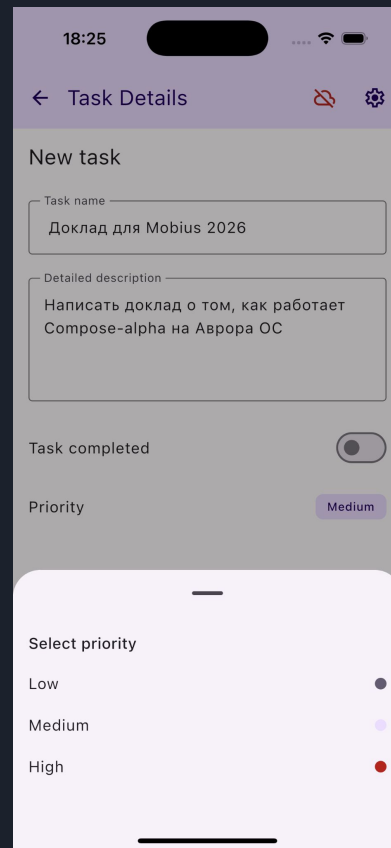 18:25
Task Details
New task
Task name
Доклад для Mobius 2026
Detailed description
Написать доклад о том, как работает
Compose-alpha на Аврора ОС
Task completed
Priority
Medium
Select priority
Low
Medium
High